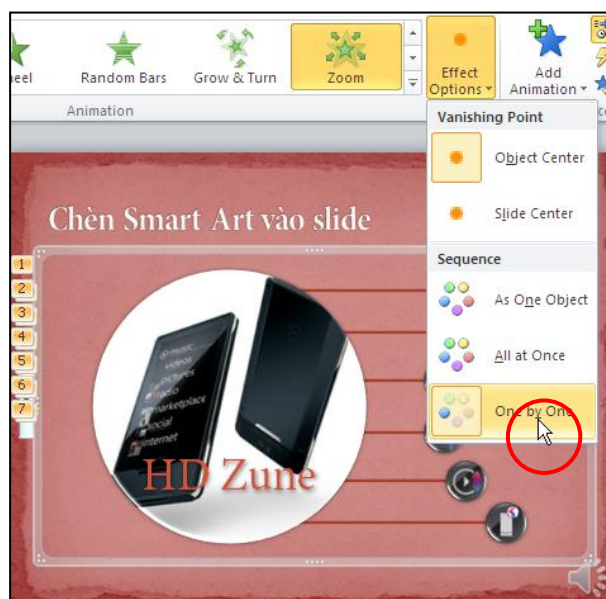 eel
Random Bars
Grow & Turn
Zoom
Effect
Options
Add
Animation
Animation
Vanishing Point
Object Center
Slide Center
Sequence
As One Object
All at Once
One by One
Chèn Smart Art vào slide
1
2
3
4
5
6
7
music
videos
pictures
radio
marketplace
social
internet
HD Zune